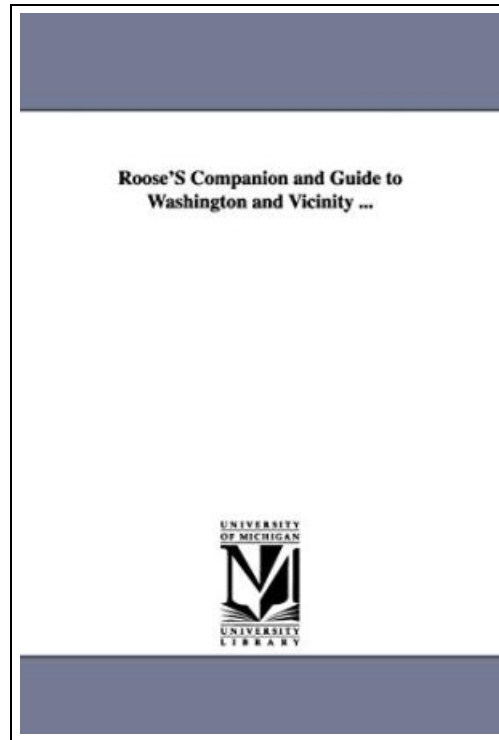 Roose'S Companion and Guide to
Washington and Vicinity ...
UNIVERSITY
OF MICHIGAN
UNIVERSITY
LIBRARY